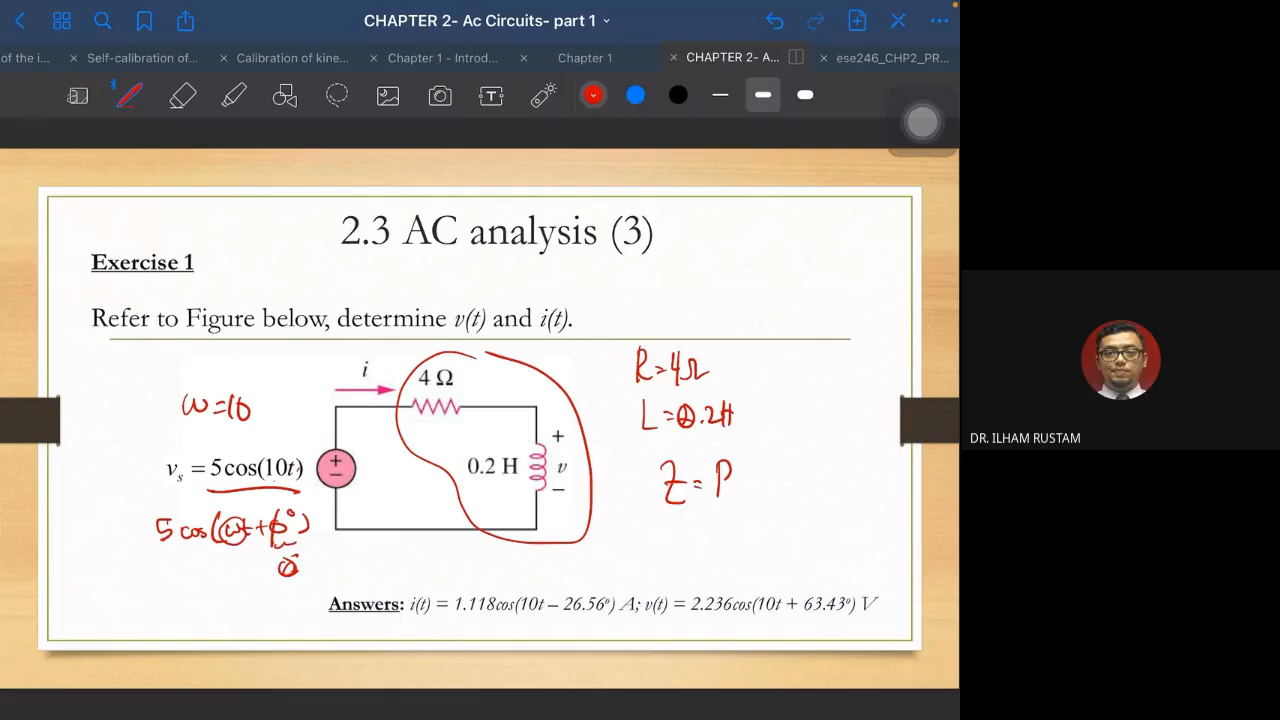 CHAPTER 2- Ac Circuits- part 1
of the i...
Self-calibration of...
Calibration of kine...
Chapter 1 - Introd...
Chapter 1
CHAPTER 2- A...
ese246_CHP2_PR...
2.3 AC analysis (3)
Exercise 1
Refer to Figure below, determine v(t) and i(t).
i
4 Ω
R=4Ω
ω=10
L=0.2H
+
vs = 5cos(10t)
+
−
0.2 H
v
−
Z=P
5 cos(ωt+φ°)
Answers: i(t) = 1.118cos(10t – 26.56º) A; v(t) = 2.236cos(10t + 63.43º) V
DR. ILHAM RUSTAM